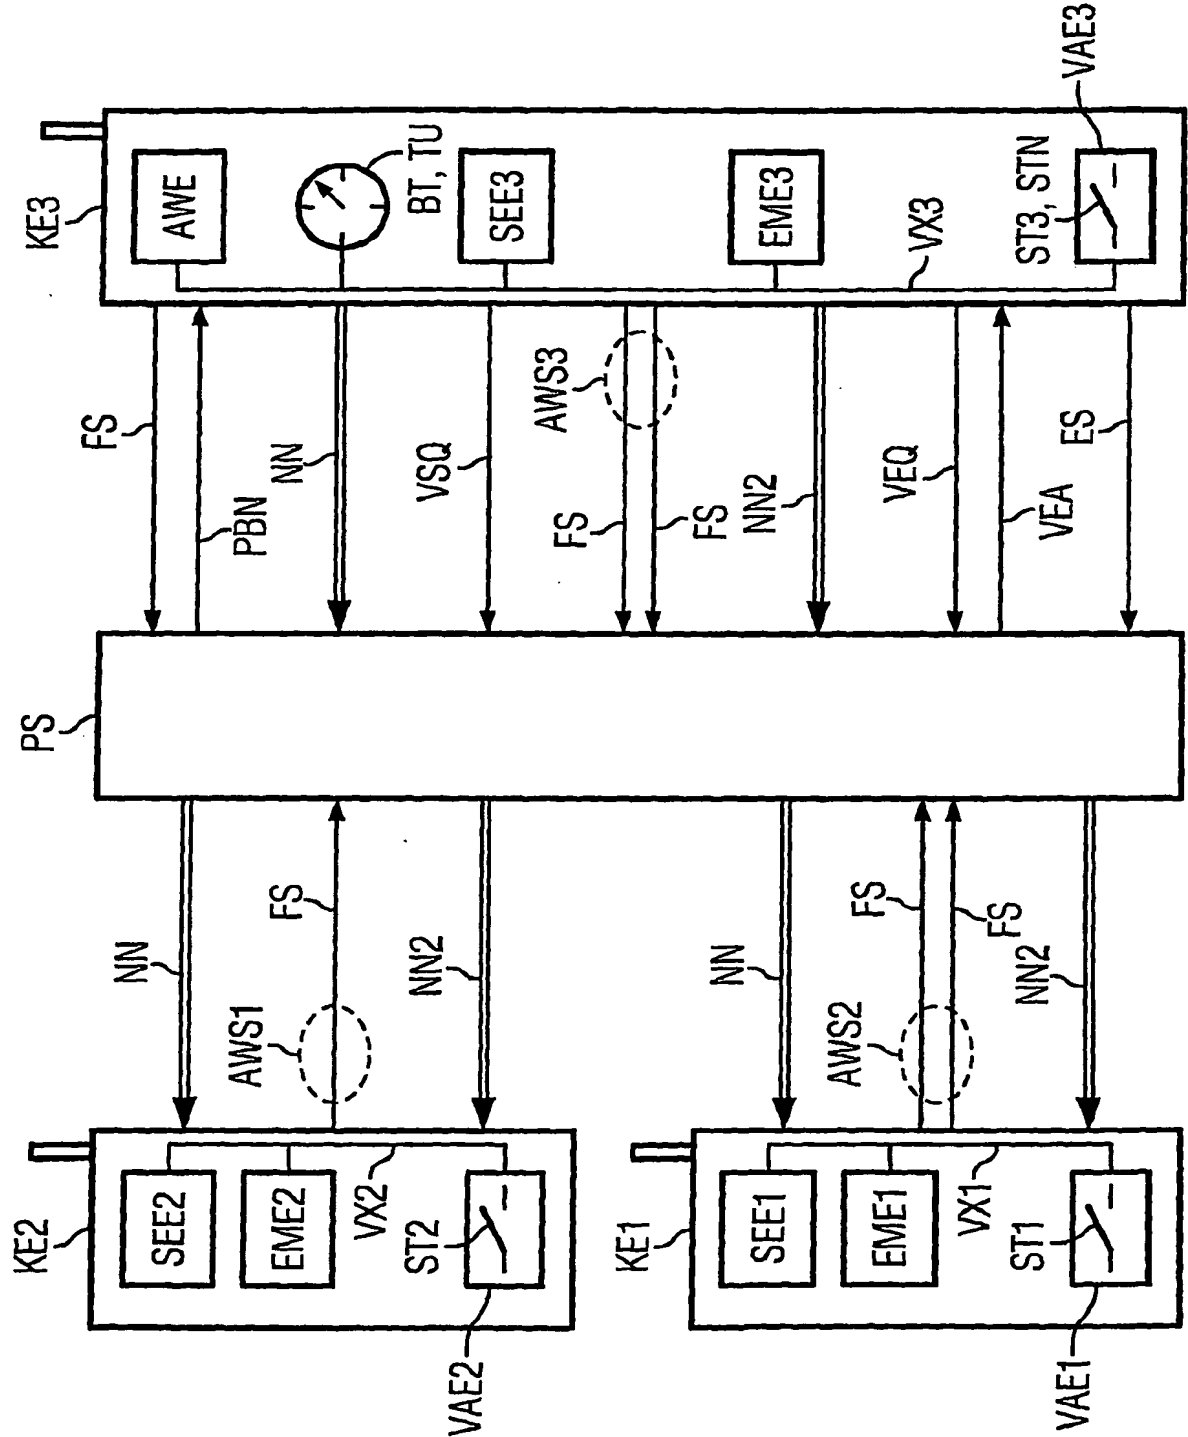 KE3
AWE
BT, TU
SEE3
EME3
VX3
ST3, STN
VAE3
FS
PBN
NN
VSQ
AWS3
FS
FS
NN2
VEQ
VEA
ES
PS
NN
FS
AWS1
NN2
NN
FS
FS
AWS2
NN2
KE2
SEE2
EME2
VX2
ST2
VAE2
KE1
SEE1
EME1
VX1
ST1
VAE1